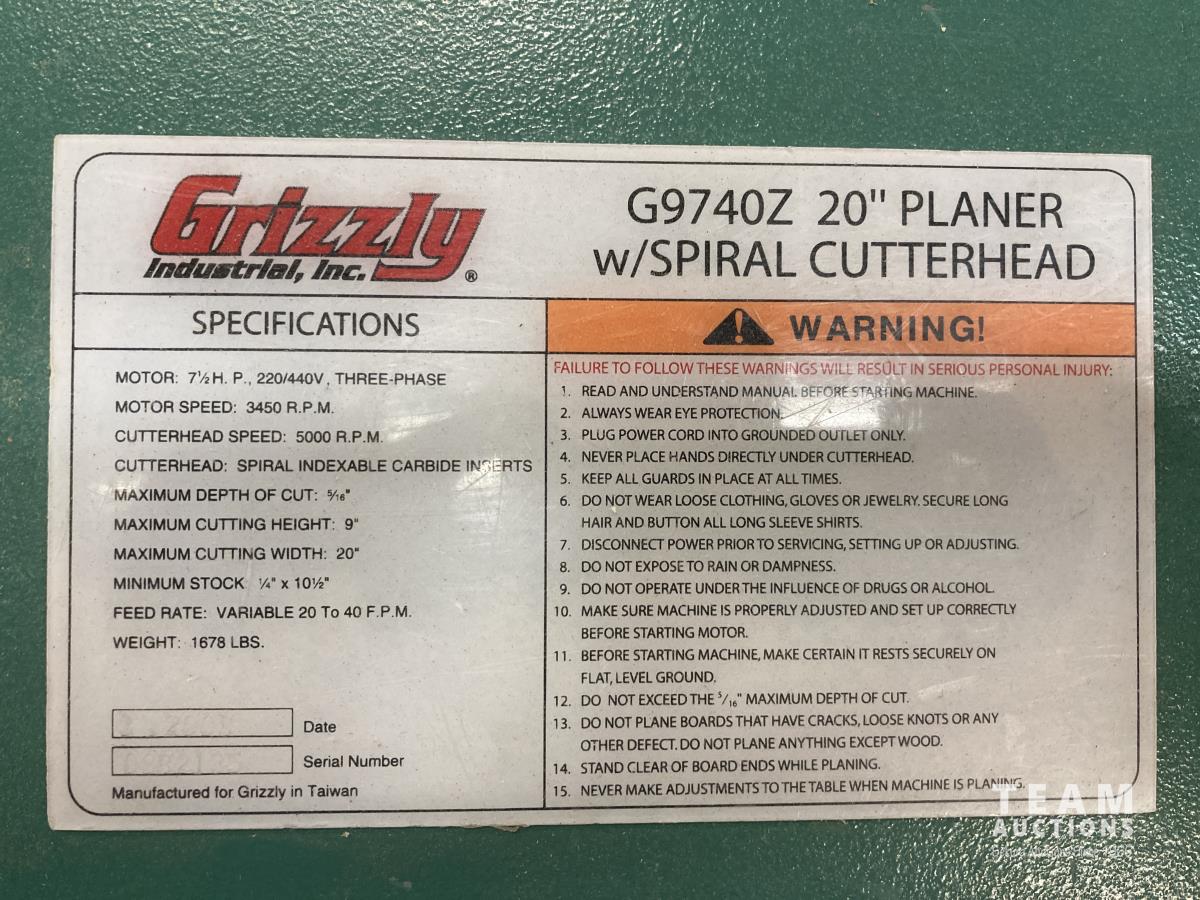 Grizzly
Industrial, Inc. ®
G9740Z 20" PLANER
w/SPIRAL CUTTERHEAD
SPECIFICATIONS
MOTOR: 7½ H. P., 220/440V, THREE-PHASE
MOTOR SPEED: 3450 R.P.M.
CUTTERHEAD SPEED: 5000 R.P.M.
CUTTERHEAD: SPIRAL INDEXABLE CARBIDE INSERTS
MAXIMUM DEPTH OF CUT: 5/16"
MAXIMUM CUTTING HEIGHT: 9"
MAXIMUM CUTTING WIDTH: 20"
MINIMUM STOCK ¼" x 10½"
FEED RATE: VARIABLE 20 To 40 F.P.M.
WEIGHT: 1678 LBS.
Date
Serial Number
Manufactured for Grizzly in Taiwan
WARNING!
FAILURE TO FOLLOW THESE WARNINGS WILL RESULT IN SERIOUS PERSONAL INJURY:
1. READ AND UNDERSTAND MANUAL BEFORE STARTING MACHINE.
2. ALWAYS WEAR EYE PROTECTION.
3. PLUG POWER CORD INTO GROUNDED OUTLET ONLY.
4. NEVER PLACE HANDS DIRECTLY UNDER CUTTERHEAD.
5. KEEP ALL GUARDS IN PLACE AT ALL TIMES.
6. DO NOT WEAR LOOSE CLOTHING, GLOVES OR JEWELRY. SECURE LONG
HAIR AND BUTTON ALL LONG SLEEVE SHIRTS.
7. DISCONNECT POWER PRIOR TO SERVICING, SETTING UP OR ADJUSTING.
8. DO NOT EXPOSE TO RAIN OR DAMPNESS.
9. DO NOT OPERATE UNDER THE INFLUENCE OF DRUGS OR ALCOHOL.
10. MAKE SURE MACHINE IS PROPERLY ADJUSTED AND SET UP CORRECTLY
BEFORE STARTING MOTOR.
11. BEFORE STARTING MACHINE, MAKE CERTAIN IT RESTS SECURELY ON
FLAT, LEVEL GROUND.
12. DO NOT EXCEED THE 5/16" MAXIMUM DEPTH OF CUT.
13. DO NOT PLANE BOARDS THAT HAVE CRACKS, LOOSE KNOTS OR ANY
OTHER DEFECT. DO NOT PLANE ANYTHING EXCEPT WOOD.
14. STAND CLEAR OF BOARD ENDS WHILE PLANING.
15. NEVER MAKE ADJUSTMENTS TO THE TABLE WHEN MACHINE IS PLANING.
TEAM
AUCTIONS